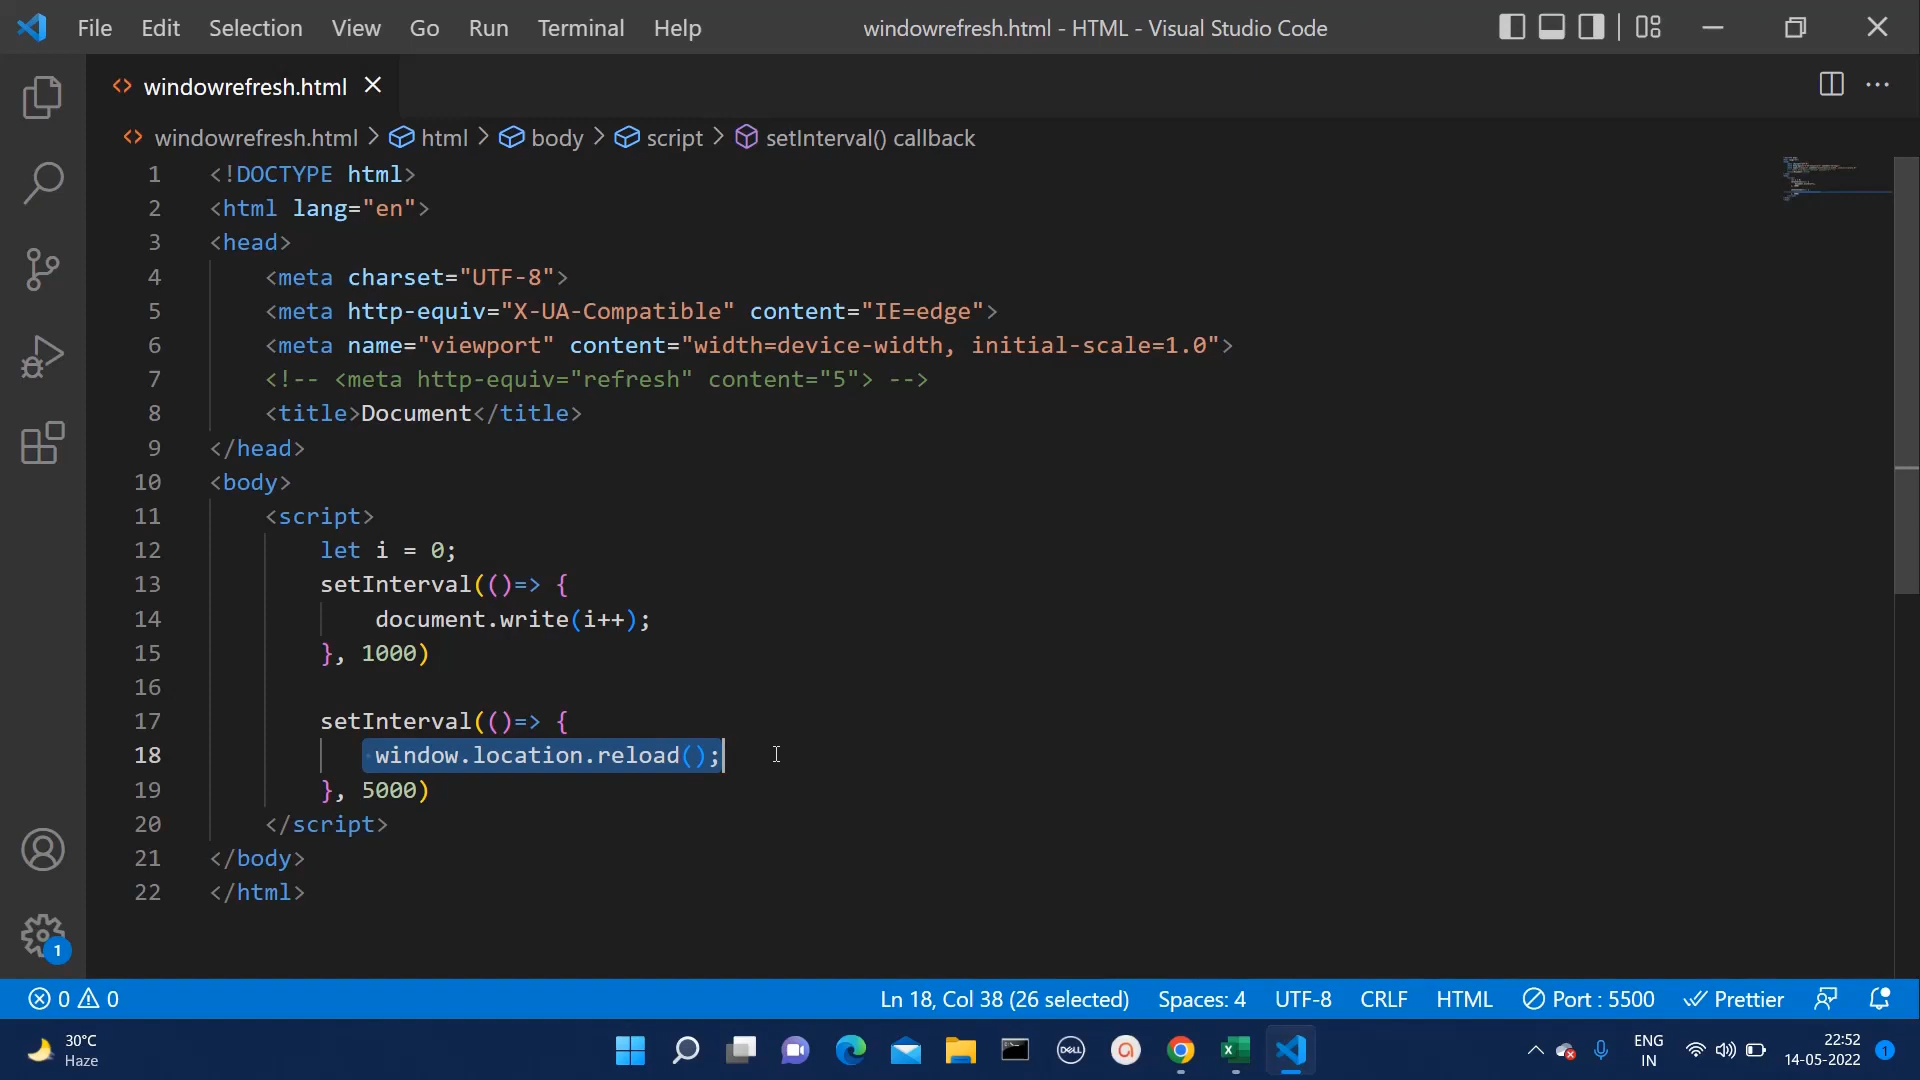 File Edit Selection View Go Run Terminal Help windowrefresh.html - HTML - Visual Studio Code
windowrefresh.html
windowrefresh.html > html > body > script > setInterval() callback
1 <!DOCTYPE html>
2 <html lang="en">
3 <head>
4     <meta charset="UTF-8">
5     <meta http-equiv="X-UA-Compatible" content="IE=edge">
6     <meta name="viewport" content="width=device-width, initial-scale=1.0">
7     <!-- <meta http-equiv="refresh" content="5"> -->
8     <title>Document</title>
9 </head>
10 <body>
11     <script>
12         let i = 0;
13         setInterval(()=> {
14             document.write(i++);
15         }, 1000)
16
17         setInterval(()=> {
18             window.location.reload();
19         }, 5000)
20     </script>
21 </body>
22 </html>
1
0 0 Ln 18, Col 38 (26 selected) Spaces: 4 UTF-8 CRLF HTML Port : 5500 Prettier
30°C
Haze
DELL
ENG
IN
22:52
14-05-2022
1